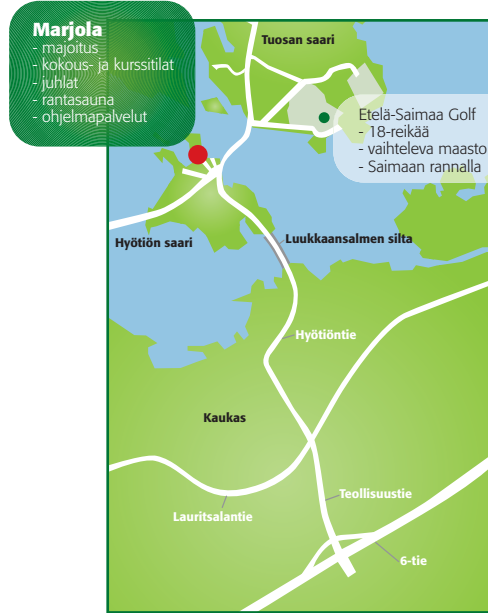 Marjola
- majoitus
- kokous- ja kurssitilat
- juhlat
- rantasauna
- ohjelmapalvelut
Tuosan saari
Etelä-Saimaa Golf
- 18-reikää
- vaihteleva maasto
- Saimaan rannalla
Hyötiön saari
Luukkaansalmen silta
Hyötiöntie
Kaukas
Teollisuustie
Lauritsalantie
6-tie